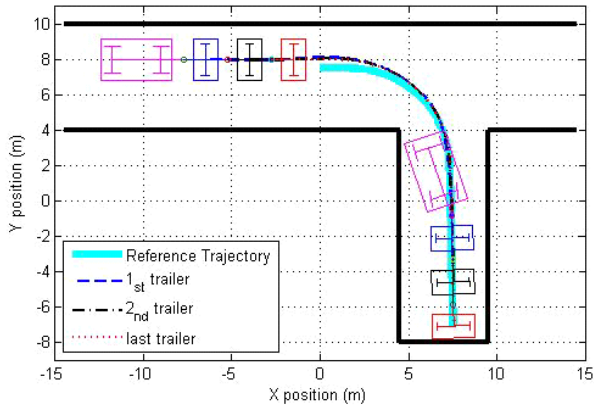 10
8
6
4
2
0
-2
-4
-6
-8
Y position (m)
Reference Trajectory
1st trailer
2nd trailer
last trailer
-15 -10 -5 0 5 10 15
X position (m)